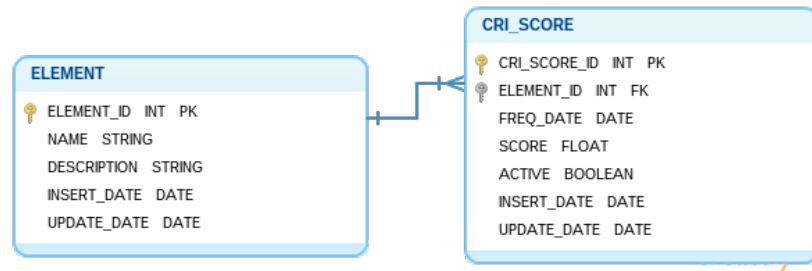 ELEMENT
ELEMENT_ID INT PK
NAME STRING
DESCRIPTION STRING
INSERT_DATE DATE
UPDATE_DATE DATE
CRI_SCORE
CRI_SCORE_ID INT PK
ELEMENT_ID INT FK
FREQ_DATE DATE
SCORE FLOAT
ACTIVE BOOLEAN
INSERT_DATE DATE
UPDATE_DATE DATE